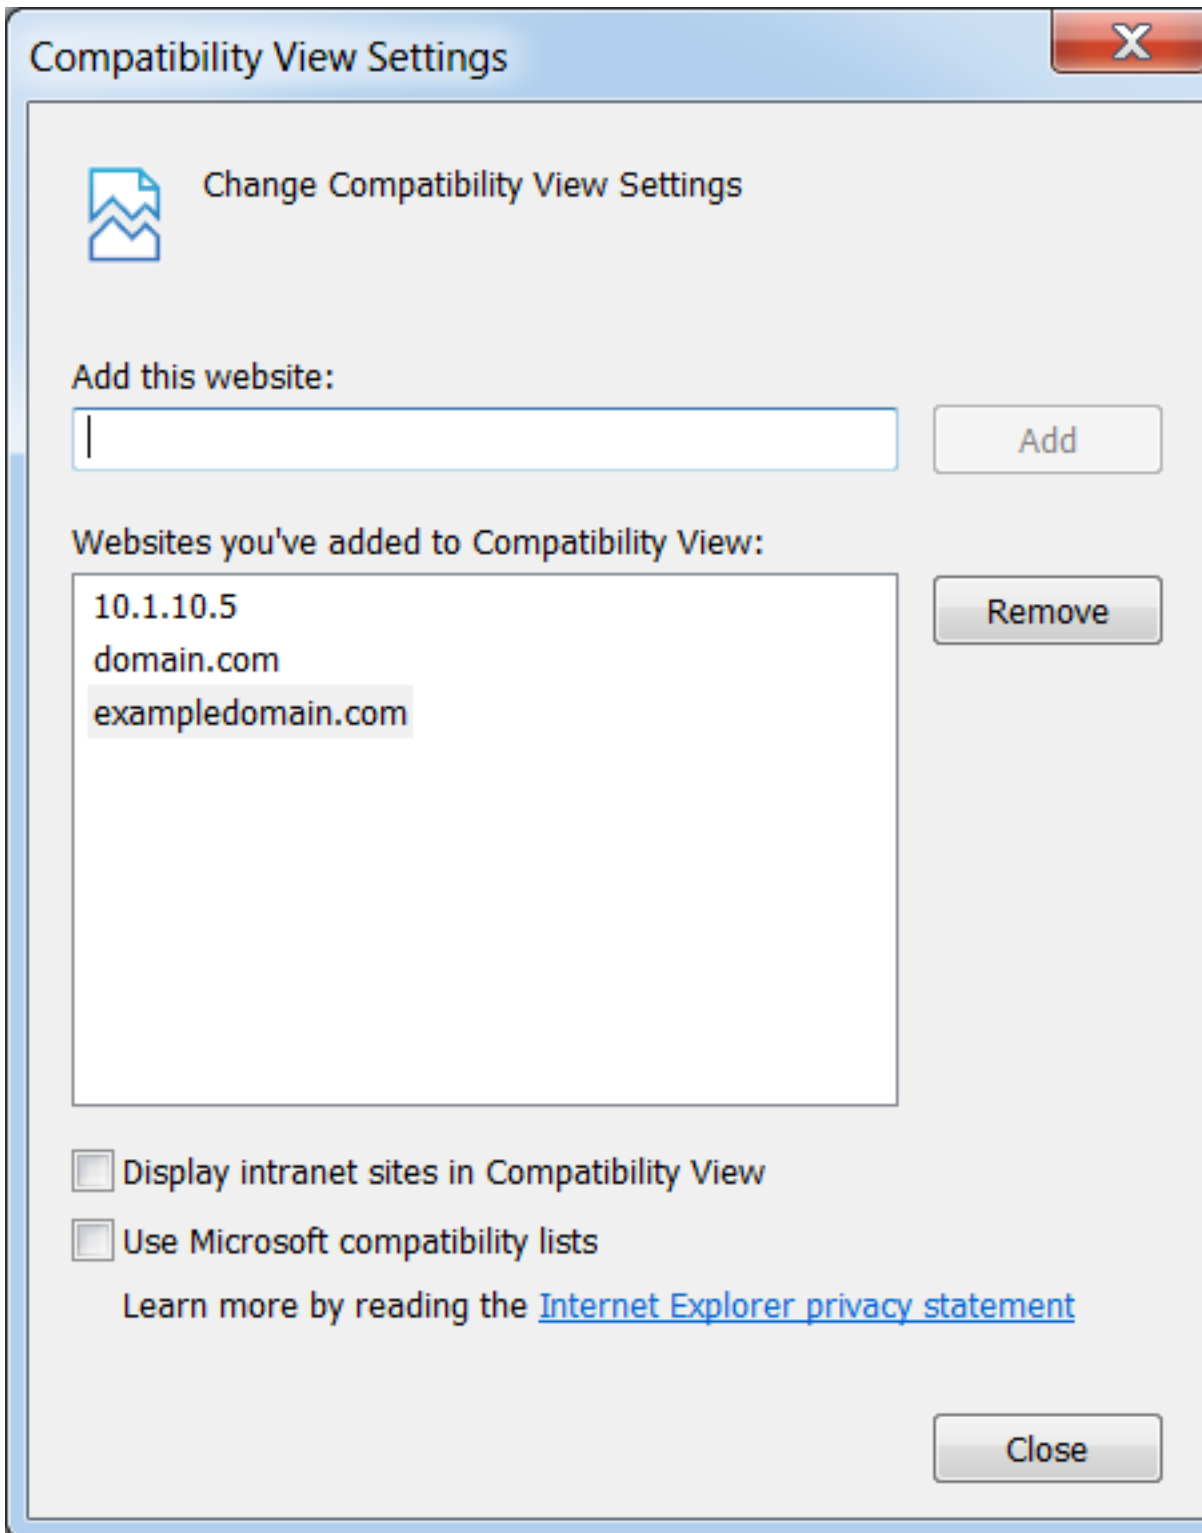 Compatibility View Settings
Change Compatibility View Settings
Add this website:
Add
Websites you've added to Compatibility View:
10.1.10.5
Remove
domain.com
exampledomain.com
Display intranet sites in Compatibility View
Use Microsoft compatibility lists
Learn more by reading the Internet Explorer privacy statement
Close